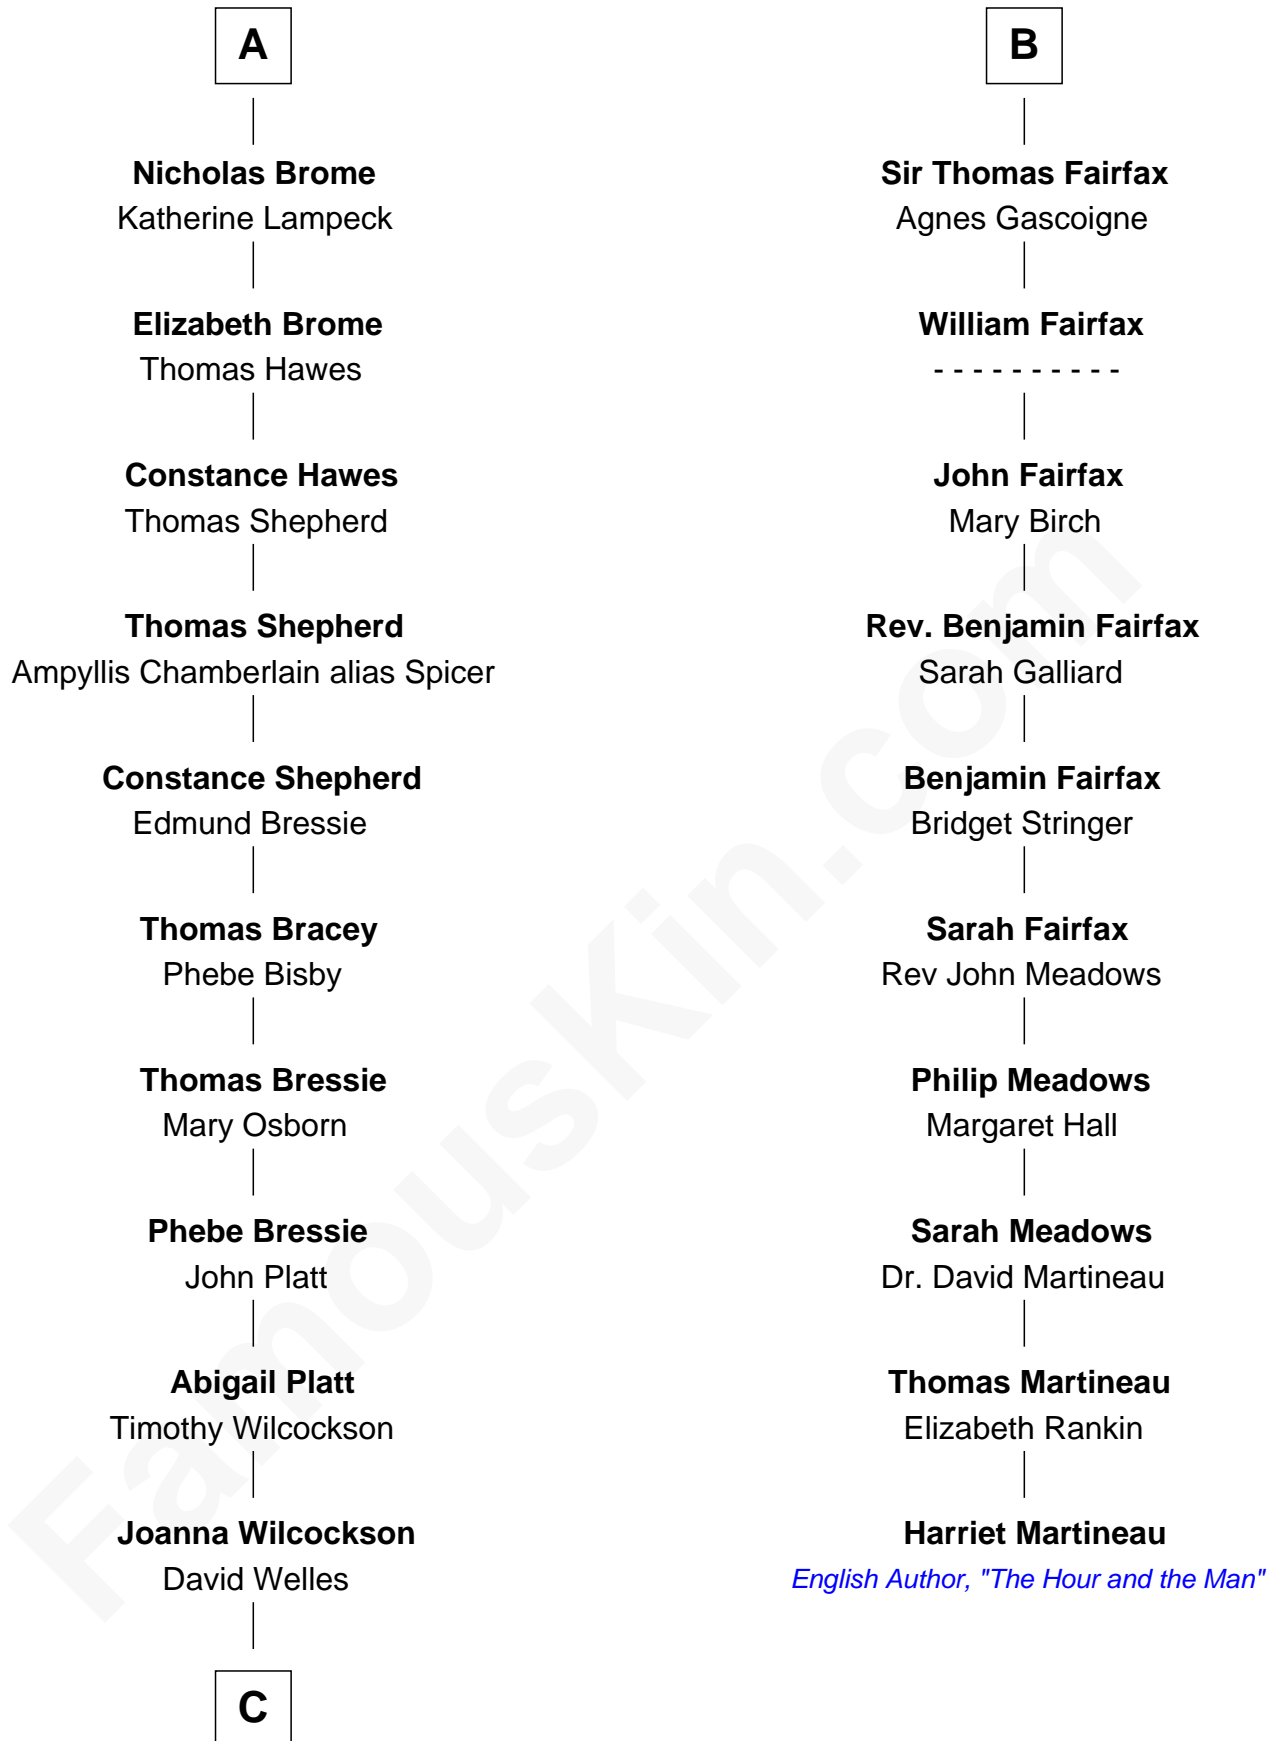 A
Nicholas Brome
Katherine Lampeck
Elizabeth Brome
Thomas Hawes
Constance Hawes
Thomas Shepherd
Thomas Shepherd
Ampyllis Chamberlain alias Spicer
Constance Shepherd
Edmund Bressie
Thomas Bracey
Phebe Bisby
Thomas Bressie
Mary Osborn
Phebe Bressie
John Platt
Abigail Platt
Timothy Wilcockson
Joanna Wilcockson
David Welles
C
B
Sir Thomas Fairfax
Agnes Gascoigne
William Fairfax
- - - - - - - - - -
John Fairfax
Mary Birch
Rev. Benjamin Fairfax
Sarah Galliard
Benjamin Fairfax
Bridget Stringer
Sarah Fairfax
Rev John Meadows
Philip Meadows
Margaret Hall
Sarah Meadows
Dr. David Martineau
Thomas Martineau
Elizabeth Rankin
Harriet Martineau
English Author, "The Hour and the Man"
FamousKin.com